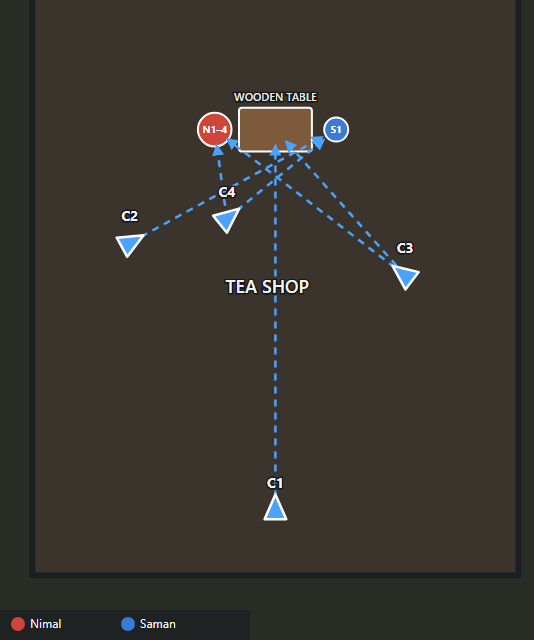 WOODEN TABLE
N1–4
S1
C4
C2
C3
TEA SHOP
C1
Nimal
Saman